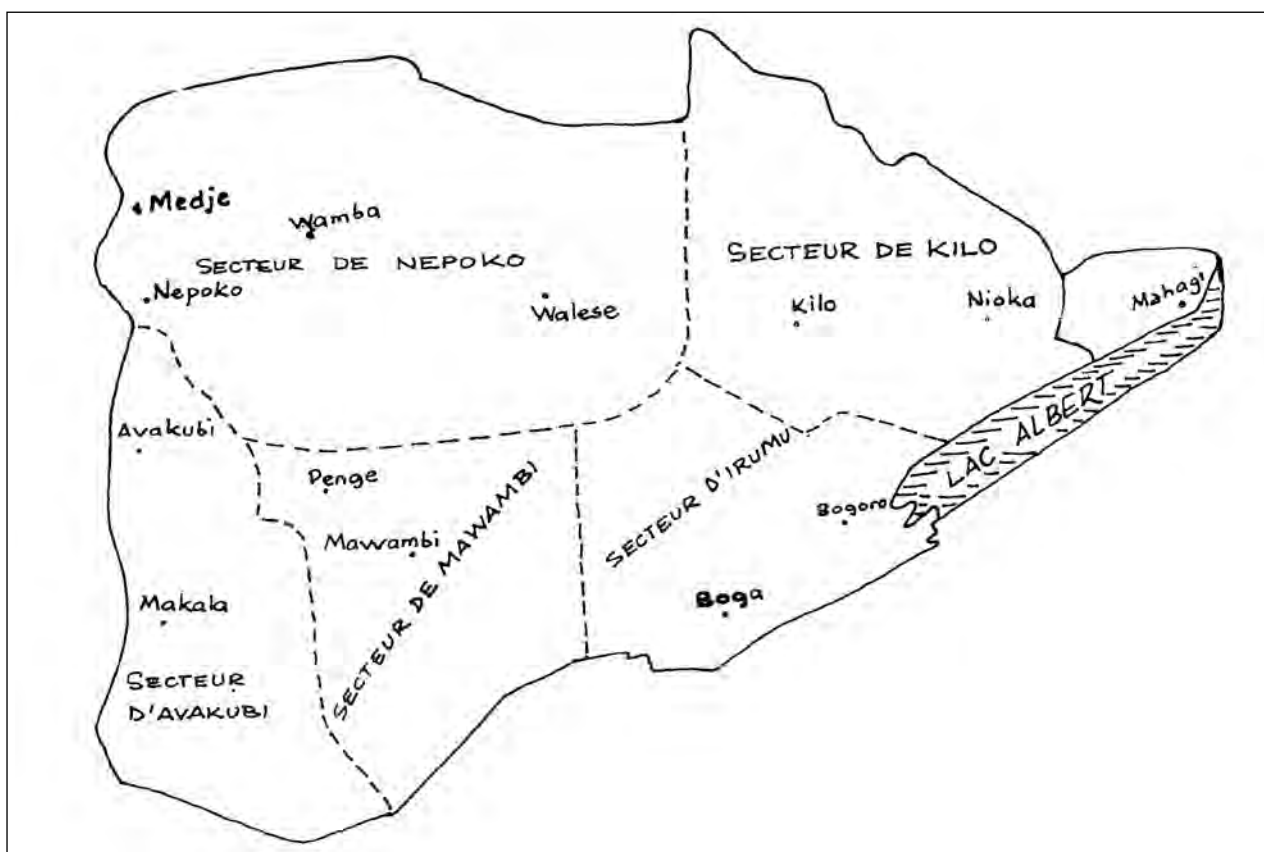 Medje
Wamba
SECTEUR DE NEPOKO
Nepoko
Walese
SECTEUR DE KILO
Kilo
Nioka
Mahagi
LAC ALBERT
Avakubi
Penge
Mawambi
SECTEUR DE MAWAMBI
SECTEUR D'IRUMU
Bogoro
Boga
Makala
SECTEUR
D'AVAKUBI